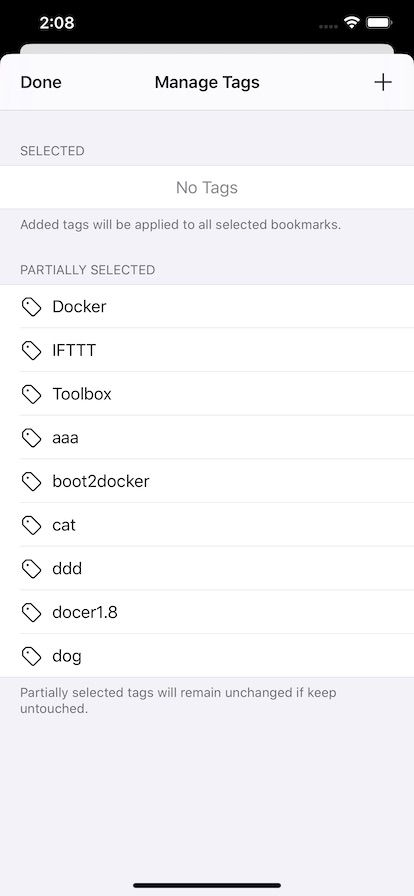 2:08
Done
Manage Tags
SELECTED
No Tags
Added tags will be applied to all selected bookmarks.
PARTIALLY SELECTED
Docker
IFTTT
Toolbox
aaa
boot2docker
cat
ddd
docer1.8
dog
Partially selected tags will remain unchanged if keep
untouched.